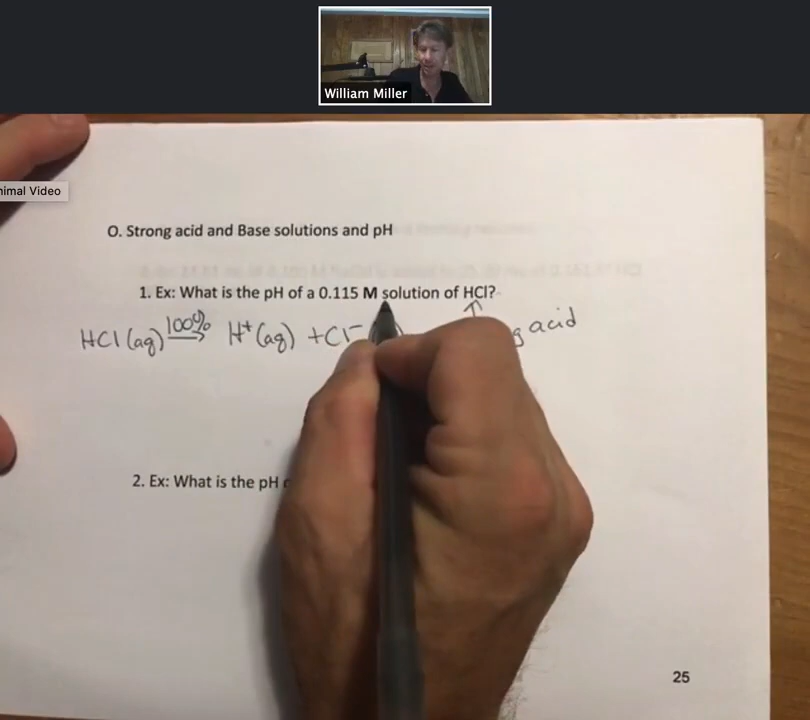 William Miller
nimal Video
O. Strong acid and Base solutions and pH
1. Ex: What is the pH of a 0.115 M solution of HCl?
HCl (aq) 100% → H⁺ (aq) + Cl⁻ acid
2. Ex: What is the pH
25